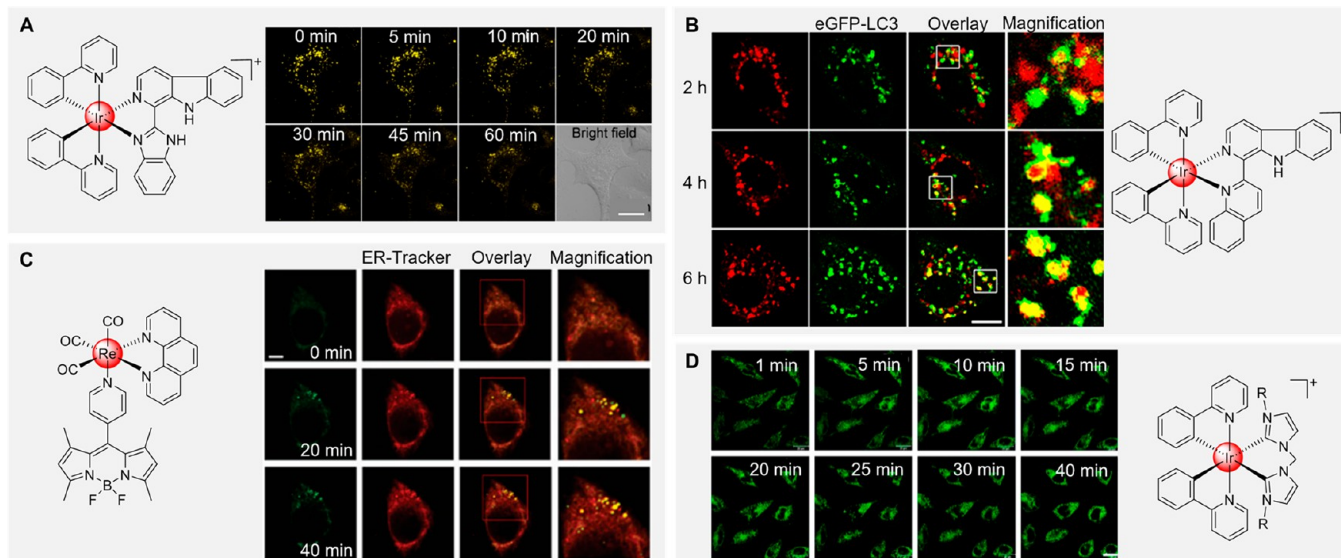 A
+
Ir
N
N
N
N
H
N
NH
0 min 5 min 10 min 20 min
30 min 45 min 60 min Bright field
B
eGFP-LC3 Overlay Magnification
2 h
4 h
6 h
Ir
N
N
N
N
N
H
C
ER-Tracker Overlay Magnification
0 min
20 min
40 min
CO
OC
OC
Re
N
N
N
N
N
B
F
F
D
1 min 5 min 10 min 15 min
20 min 25 min 30 min 40 min
+
R
N
N
Ir
N
N
N
N
R